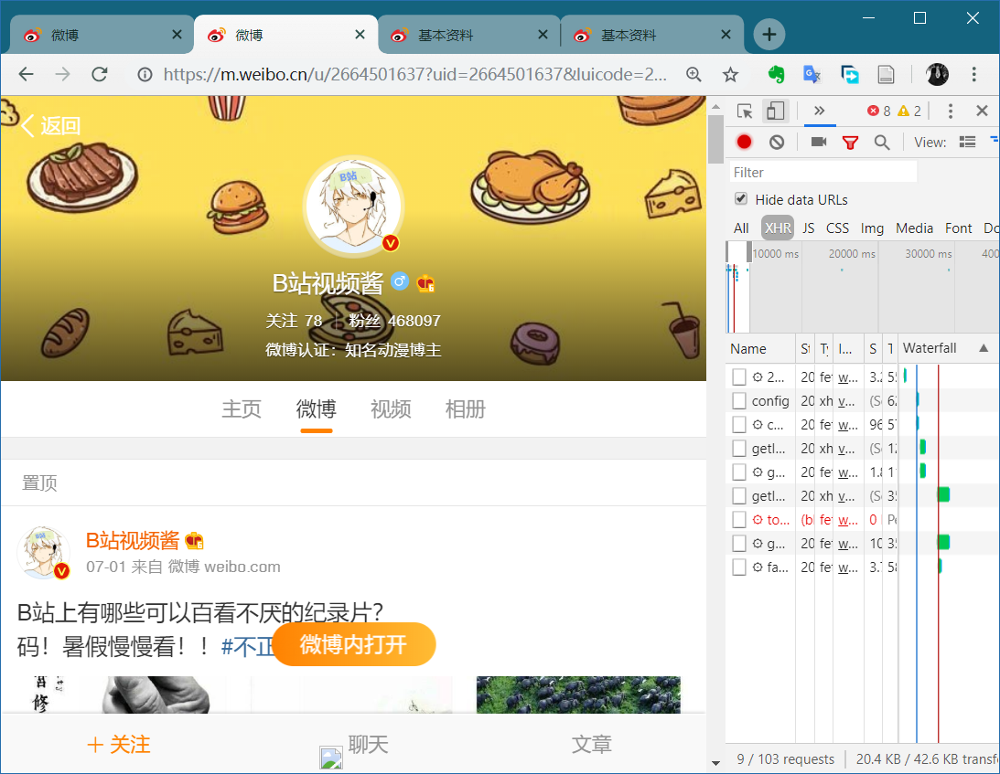 微博
微博
基本资料
基本资料
https://m.weibo.cn/u/2664501637?uid=2664501637&luicode=2...
返回
B站
B站视频酱
关注 78 | 粉丝 468097
微博认证：知名动漫博主
主页 微博 视频 相册
置顶
B站视频酱
07-01 来自 微博 weibo.com
B站上有哪些可以百看不厌的纪录片？
码！暑假慢慢看！！#不正
微博内打开
修
+ 关注
聊天
文章
8 2
View:
Filter
Hide data URLs
All XHR JS CSS Img Media Font Do
10000 ms 20000 ms 30000 ms 400
Name St Ty I... S T Waterfall
2... 20 fe w... 3.2 55
config 20 xh v... (S 62
c... 20 fe w... 96 57
getI... 20 xh v... (S 12
g... 20 fe w... 1.8 11
getI... 20 xh v... (S 35
to... (bl fe w... 0 Pe
g... 20 fe w... 10 35
fa... 20 fe w... 3.7 58
9 / 103 requests | 20.4 KB / 42.6 KB transf